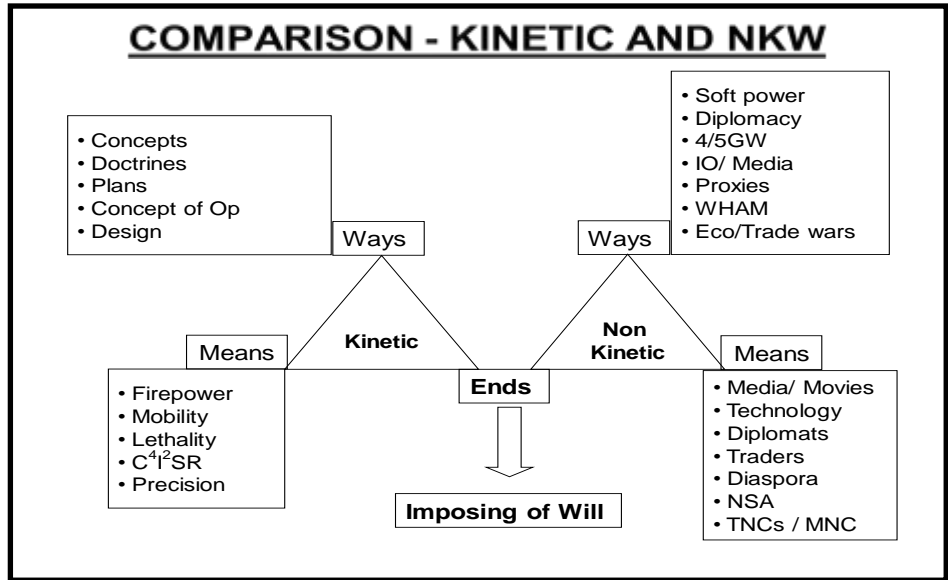 COMPARISON - KINETIC AND NKW
• Concepts
• Doctrines
• Plans
• Concept of Op
• Design
Ways
• Soft power
• Diplomacy
• 4/5GW
• IO/ Media
• Proxies
• WHAM
• Eco/Trade wars
Ways
Means
Kinetic
Non
Kinetic
Means
• Firepower
• Mobility
• Lethality
• C⁴I²SR
• Precision
Ends
• Media/ Movies
• Technology
• Diplomats
• Traders
• Diaspora
• NSA
• TNCs / MNC
Imposing of Will